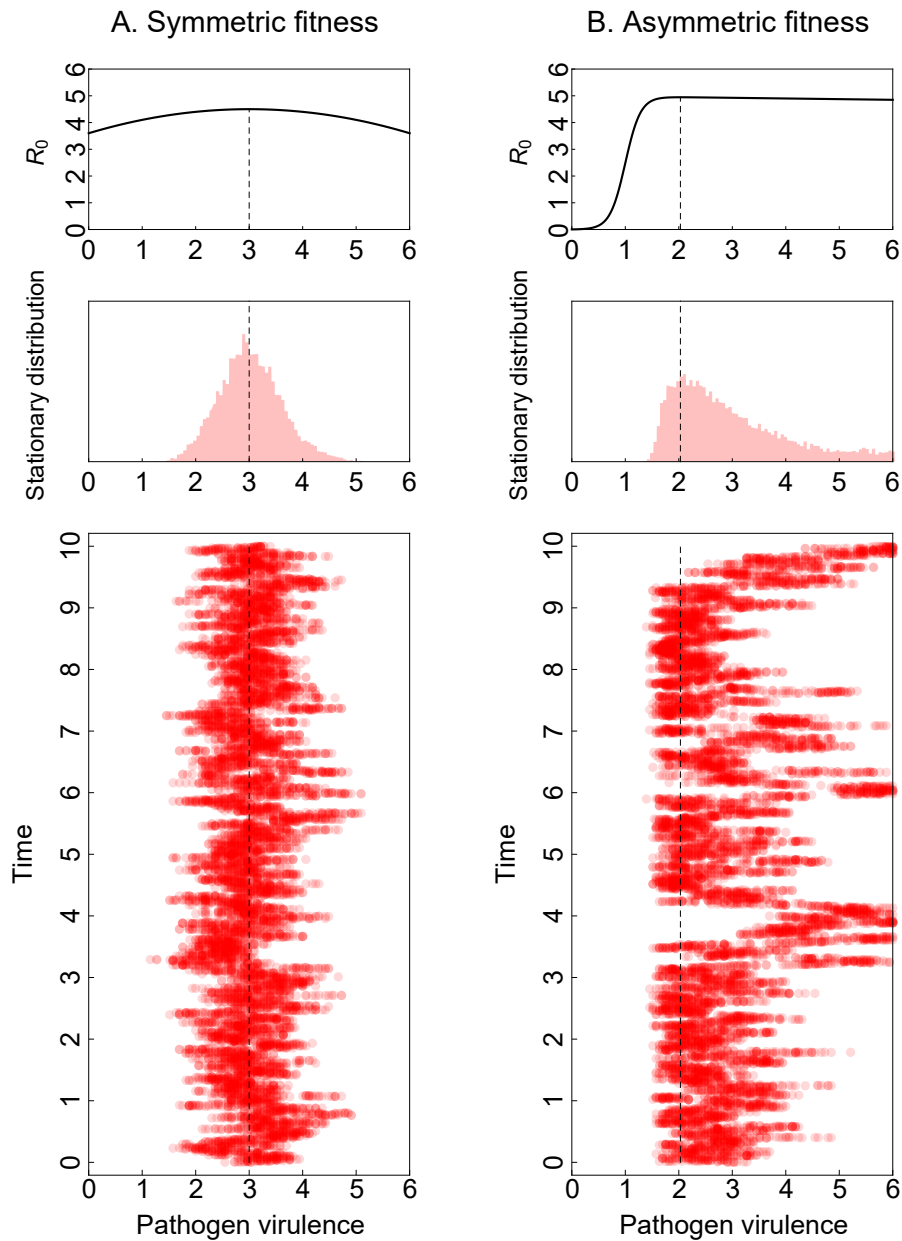 A. Symmetric fitness
R0
0 1 2 3 4 5 6
0 1 2 3 4 5 6
Stationary distribution
0 1 2 3 4 5 6
Time
0 1 2 3 4 5 6 7 8 9 10
0 1 2 3 4 5 6
Pathogen virulence
B. Asymmetric fitness
R0
0 1 2 3 4 5 6
0 1 2 3 4 5 6
Stationary distribution
0 1 2 3 4 5 6
Time
0 1 2 3 4 5 6 7 8 9 10
0 1 2 3 4 5 6
Pathogen virulence